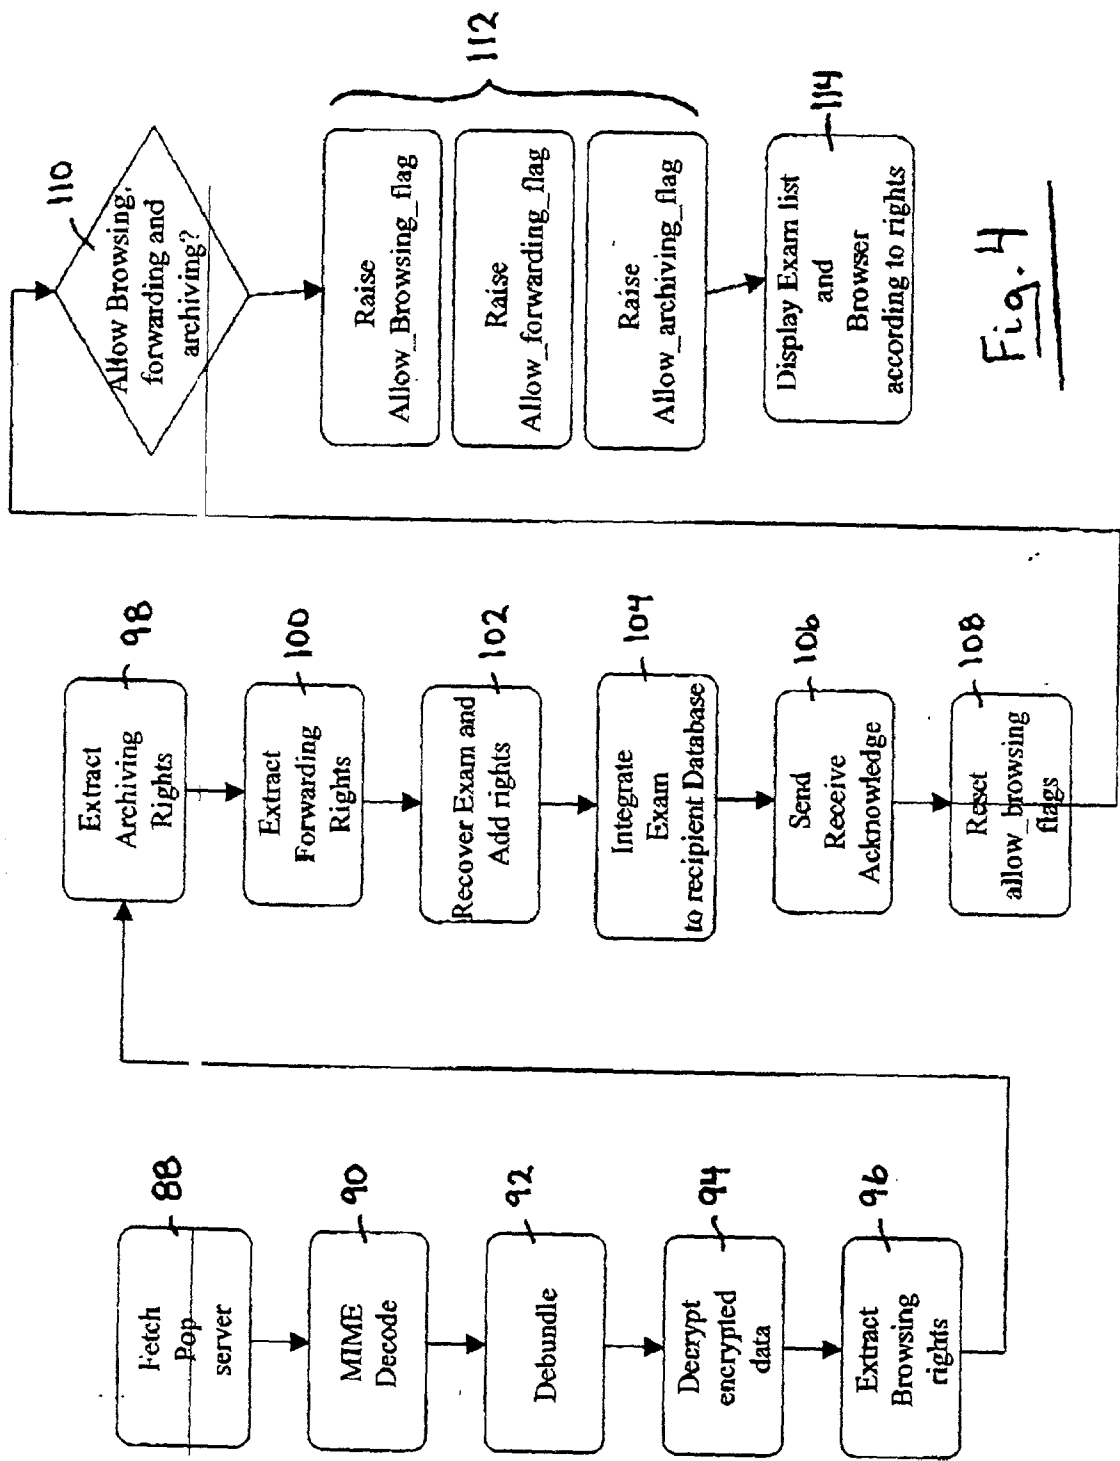 Fetch
Pop
server
88
MIME
Decode
90
Debundle
92
Decrypt
encrypted
data
94
Extract
Browsing
rights
96
Extract
Archiving
Rights
98
Extract
Forwarding
Rights
100
Recover Exam and
Add rights
102
Integrate
Exam
to recipient Database
104
Send
Receive
Acknowledge
106
Reset
allow_browsing
flags
108
Allow Browsing,
forwarding and
archiving?
110
Raise
Allow_Browsing_flag
Raise
Allow_forwarding_flag
Raise
Allow_archiving_flag
112
Display Exam list
and
Browser
according to rights
114
Fig. 4